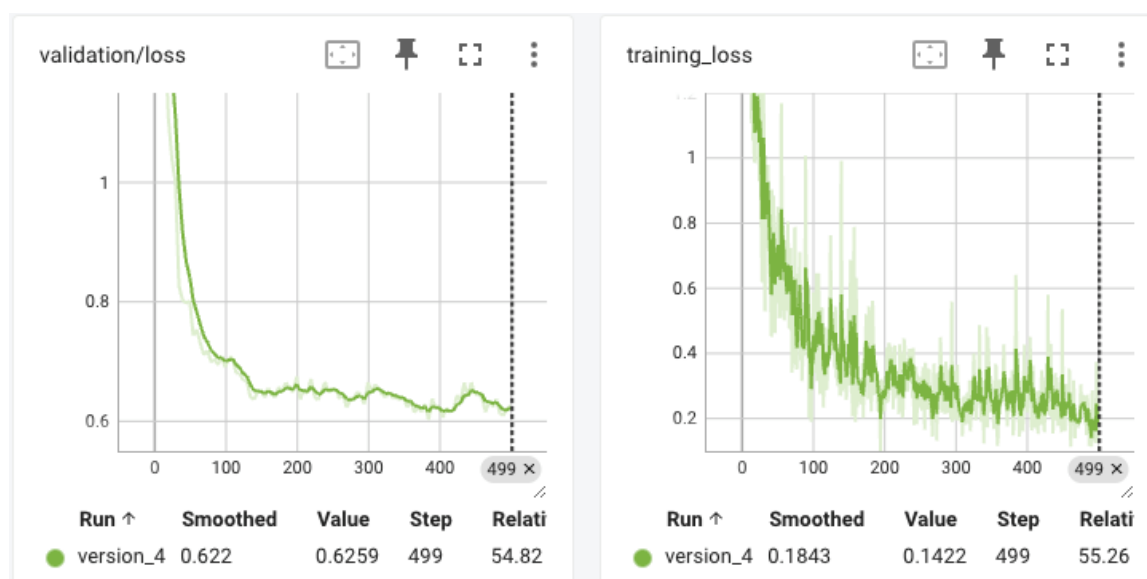 validation/loss
1
0.8
0.6
0 100 200 300 400 499 ×
Run ↑ Smoothed Value Step Relati
version_4 0.622 0.6259 499 54.82
training_loss
1.2
1
0.8
0.6
0.4
0.2
0 100 200 300 400 499 ×
Run ↑ Smoothed Value Step Relati
version_4 0.1843 0.1422 499 55.26